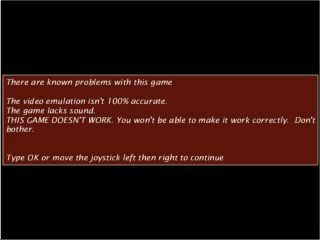 There are known problems with this game
The video emulation isn't 100% accurate.
The game lacks sound.
THIS GAME DOESN'T WORK. You won't be able to make it work correctly.  Don't
bother.
Type OK or move the joystick left then right to continue